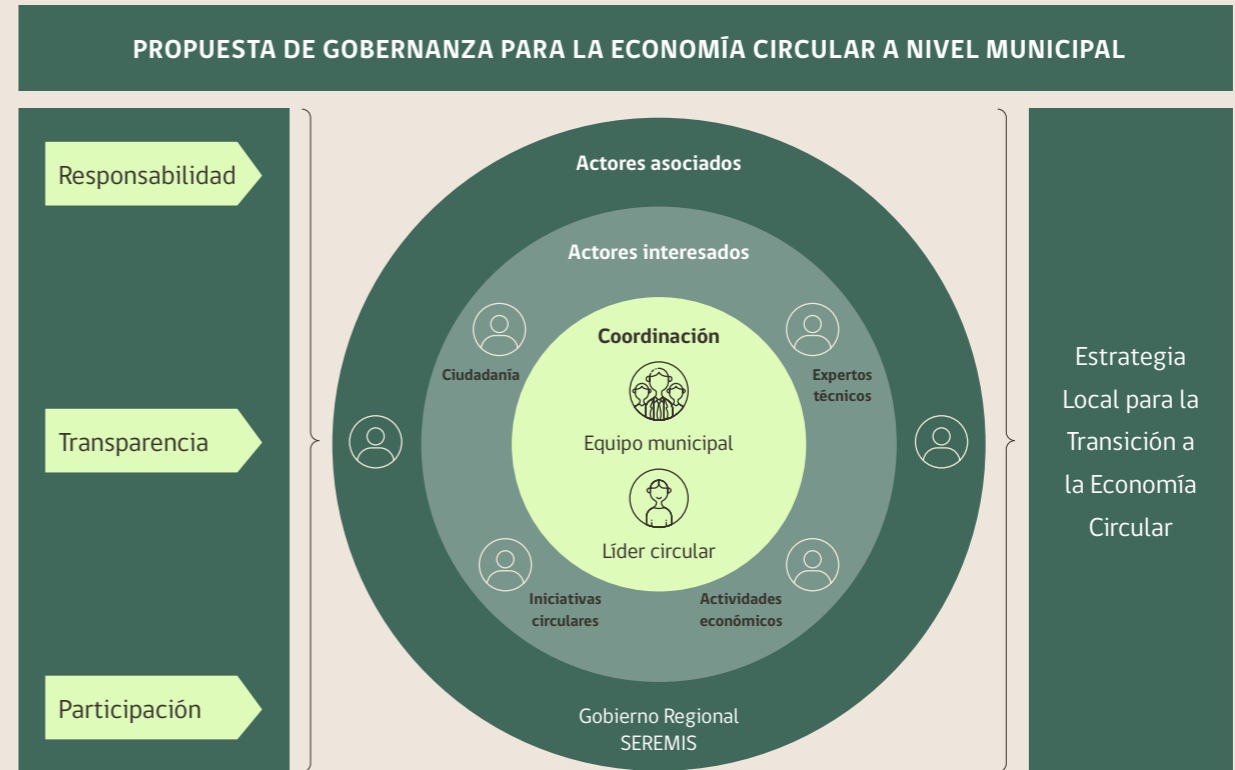 PROPUESTA DE GOBERNANZA PARA LA ECONOMÍA CIRCULAR A NIVEL MUNICIPAL
Responsabilidad
Transparencia
Participación
Actores asociados
Actores interesados
Coordinación
Ciudadanía
Expertos
técnicos
Equipo municipal
Líder circular
Iniciativas
circulares
Actividades
económicos
Gobierno Regional
SEREMIS
Estrategia
Local para la
Transición a
la Economía
Circular